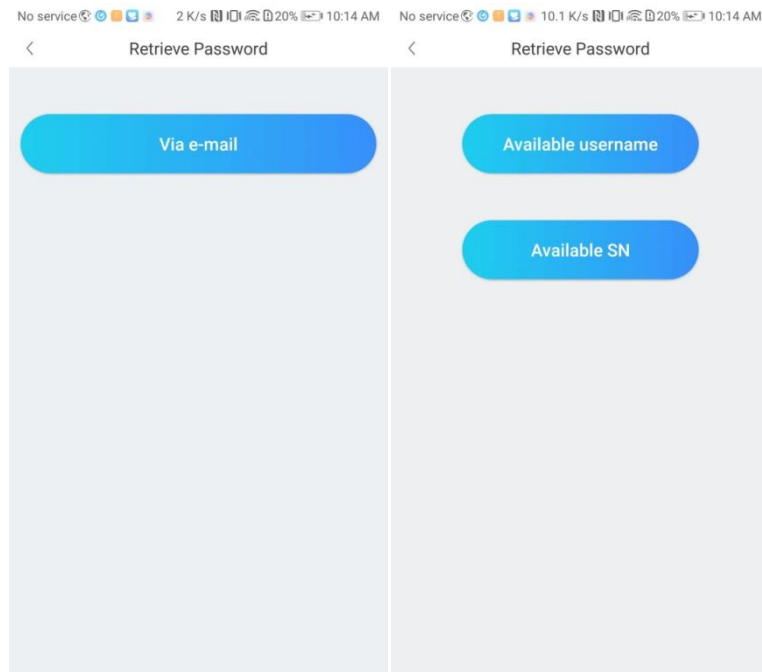 No service 2 K/s 20% 10:14 AM
Retrieve Password
Via e-mail
No service 10.1 K/s 20% 10:14 AM
Retrieve Password
Available username
Available SN